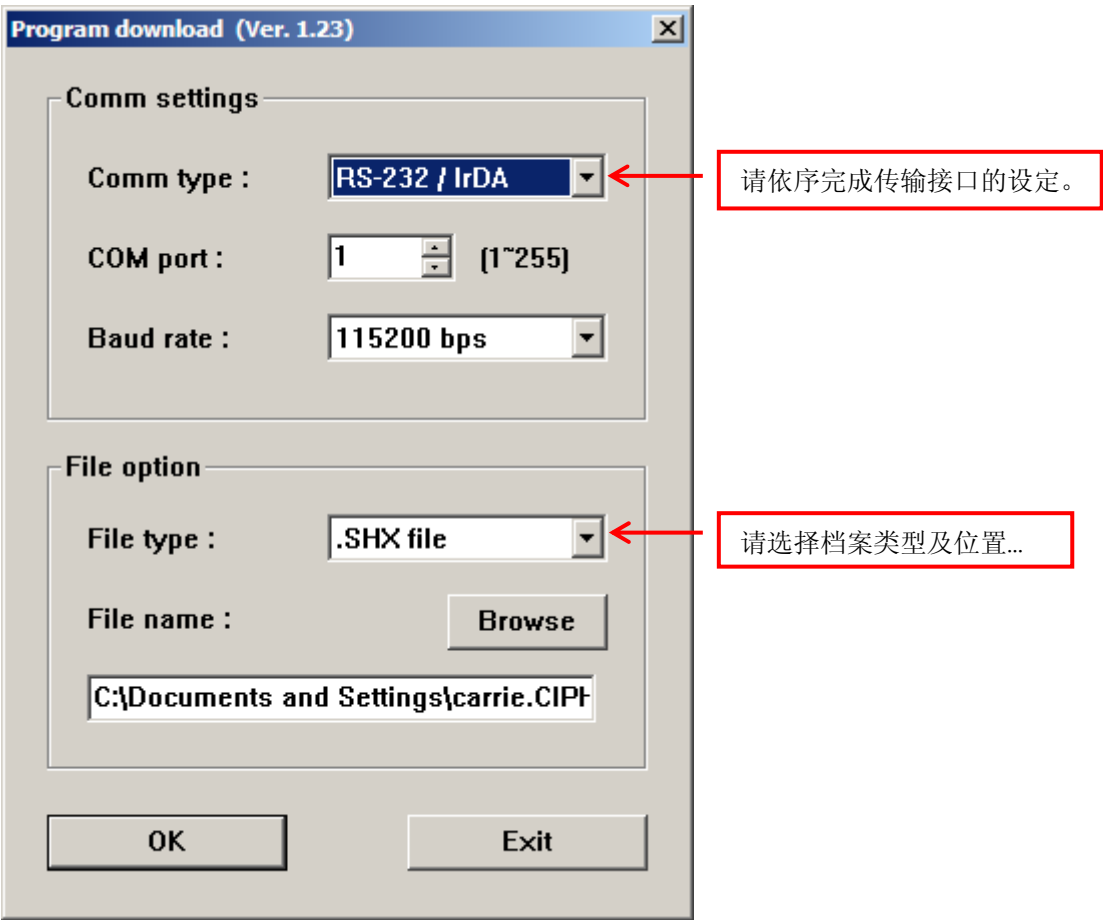 Program download (Ver. 1.23)
Comm settings
Comm type : RS-232 / IrDA
请依序完成传输接口的设定。
COM port : 1 (1~255)
Baud rate : 115200 bps
File option
File type : .SHX file
请选择档案类型及位置...
File name : Browse
C:\Documents and Settings\carrie.CIPH
OK Exit